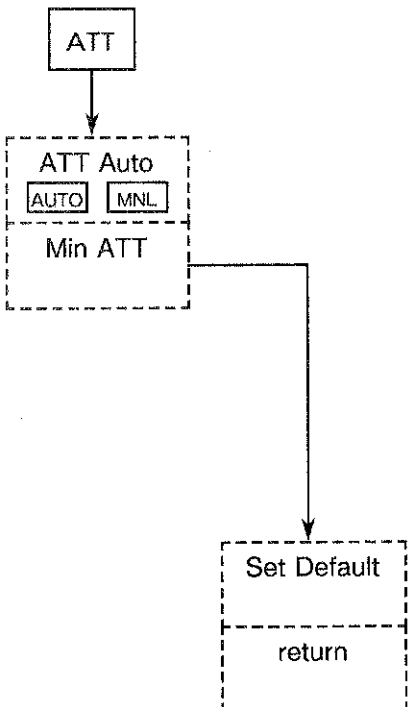 ATT
ATT Auto
AUTO MNL
Min ATT
Set Default
return